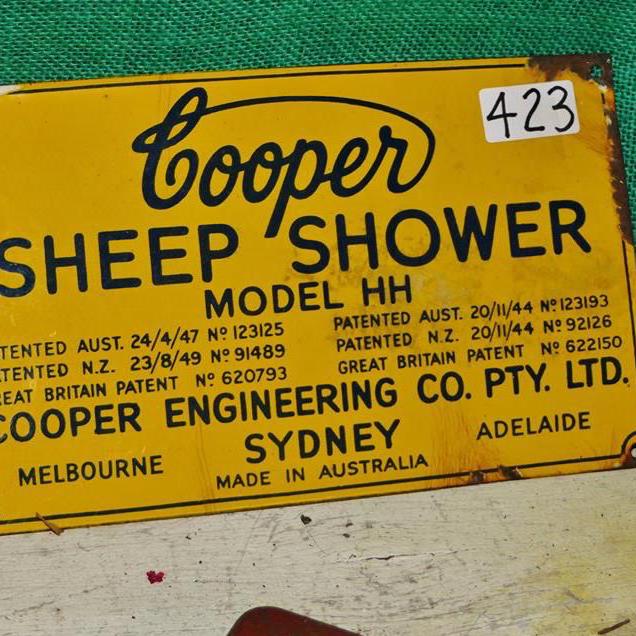 423
Cooper
SHEEP SHOWER
MODEL HH
TENTED AUST. 24/4/47 Nº 123125
TENTED N.Z. 23/8/49 Nº 91489
REAT BRITAIN PATENT Nº 620793
PATENTED AUST. 20/11/44 Nº 123193
PATENTED N.Z. 20/11/44 Nº 92126
GREAT BRITAIN PATENT Nº 622150
COOPER ENGINEERING CO. PTY. LTD.
MELBOURNE SYDNEY ADELAIDE
MADE IN AUSTRALIA